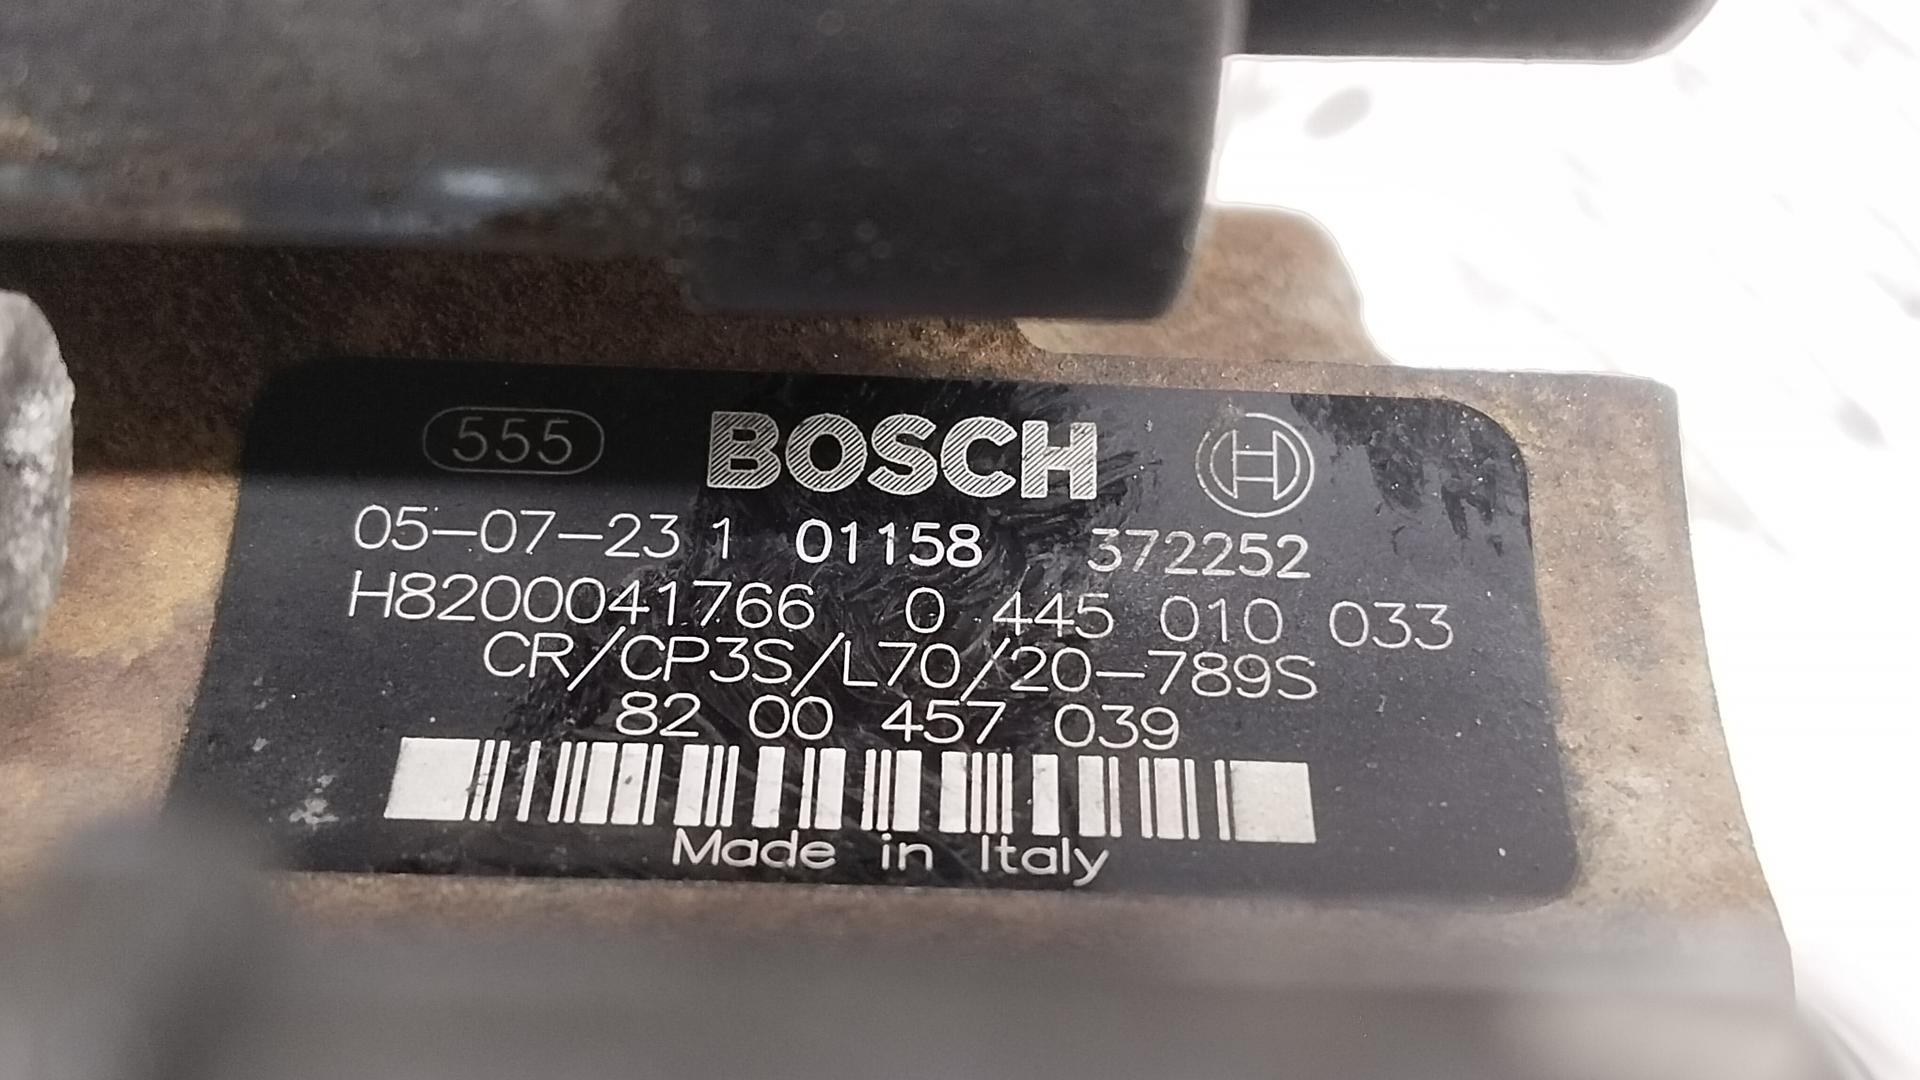 555 BOSCH
05-07-23 1 01158 372252
H8200041766 0 445 010 033
CR/CP3S/L70/20-789S
82 00 457 039
Made in Italy